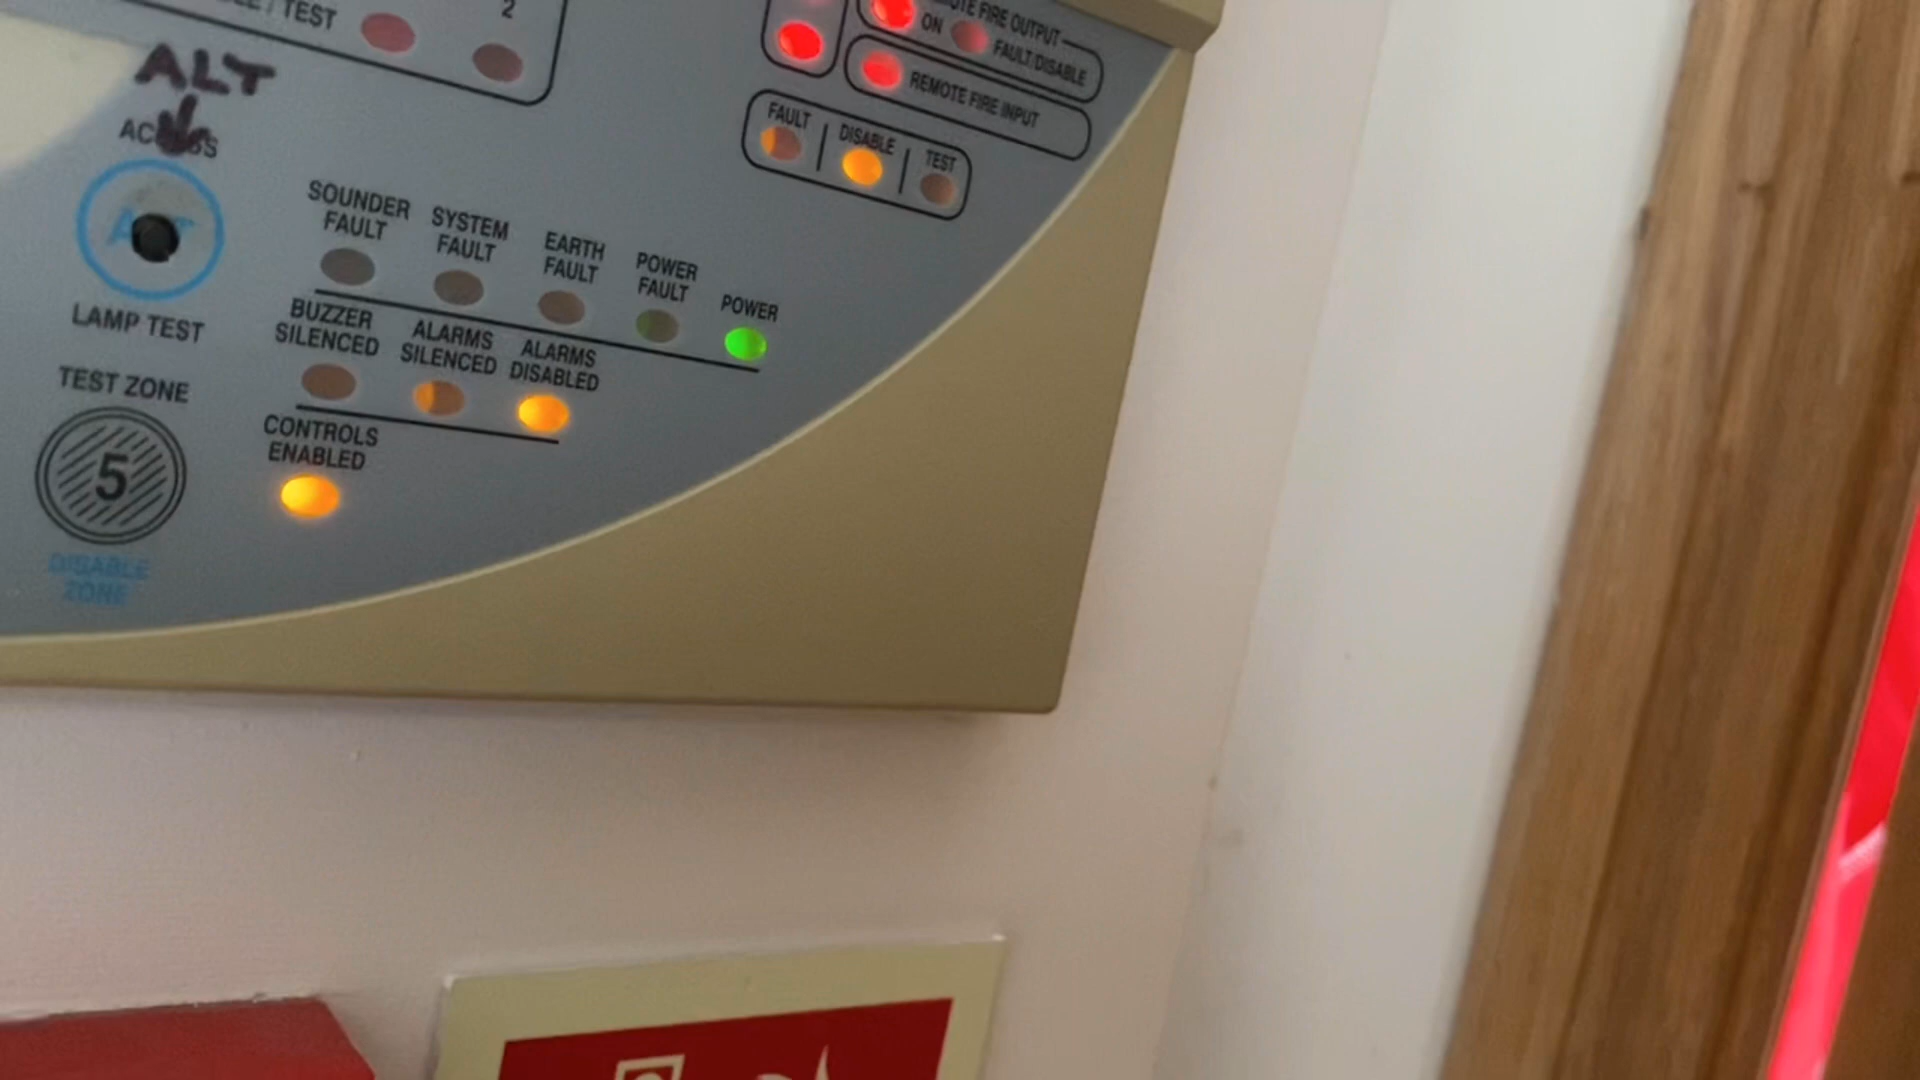 TEST
2
ALT
ACCESS
ALT
LAMP TEST
TEST ZONE
5
DISABLE
ZONE
SOUNDER
FAULT
SYSTEM
FAULT
EARTH
FAULT
POWER
FAULT
POWER
BUZZER
SILENCED
ALARMS
SILENCED
ALARMS
DISABLED
CONTROLS
ENABLED
FIRE OUTPUT
ON
FAULT/DISABLE
REMOTE FIRE INPUT
FAULT
DISABLE
TEST